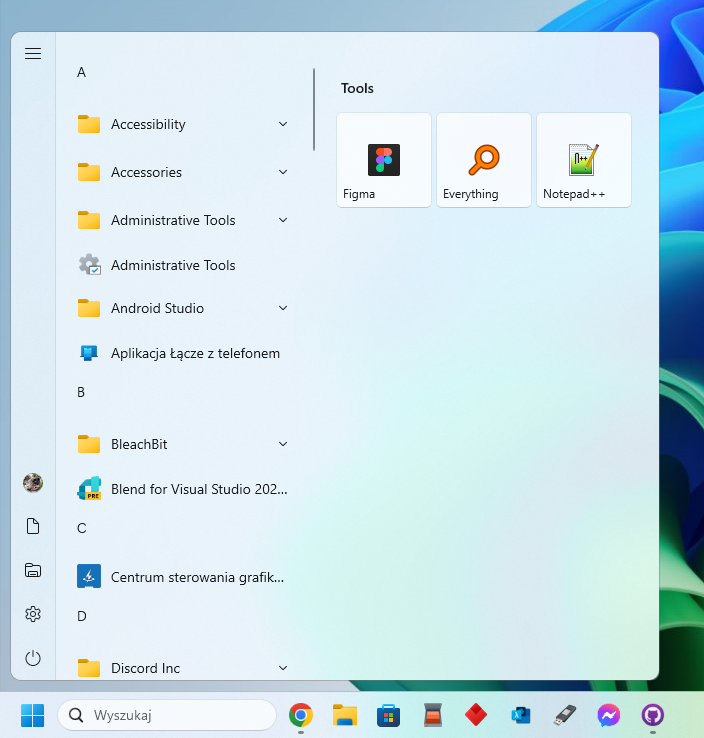 A
Accessibility
Accessories
Administrative Tools
Administrative Tools
Android Studio
Aplikacja Łącze z telefonem
B
BleachBit
Blend for Visual Studio 202...
PRE
C
Centrum sterowania grafik...
D
Discord Inc
Tools
Figma
Everything
Notepad++
Wyszukaj